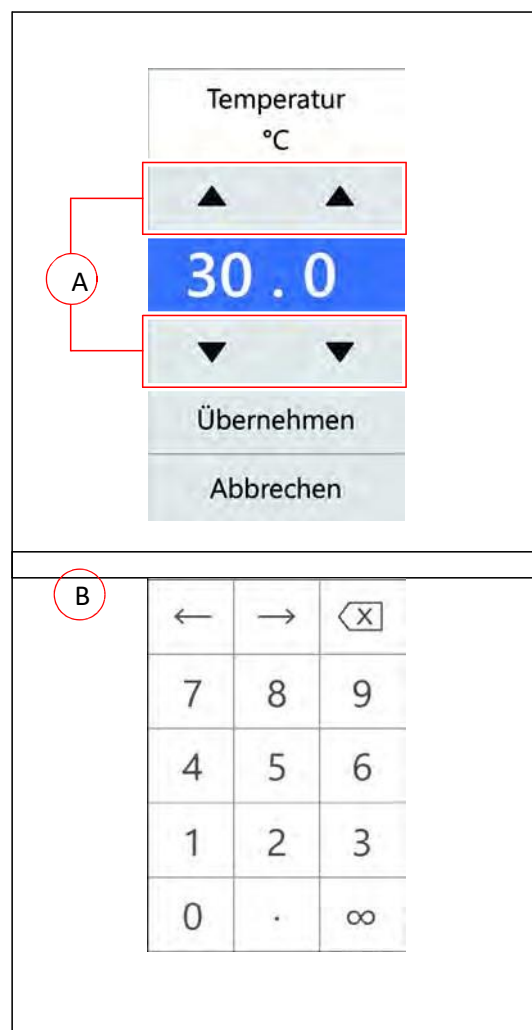 Temperatur
°C
▲ ▲
A
30 . 0
▼ ▼
Übernehmen
Abbrechen
B
← → ⌫
7 8 9
4 5 6
1 2 3
0 . ∞